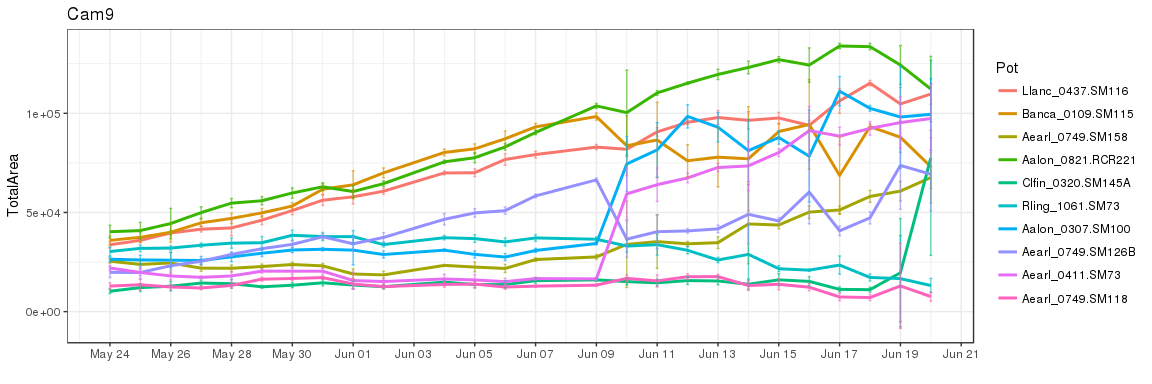 Cam9
TotalArea
1e+05
5e+04
0e+00
May 24 May 26 May 28 May 30 Jun 01 Jun 03 Jun 05 Jun 07 Jun 09 Jun 11 Jun 13 Jun 15 Jun 17 Jun 19 Jun 21
Pot
Llanc_0437.SM116
Banca_0109.SM115
Aearl_0749.SM158
Aalon_0821.RCR221
Clfin_0320.SM145A
Rling_1061.SM73
Aalon_0307.SM100
Aearl_0749.SM126B
Aearl_0411.SM73
Aearl_0749.SM118